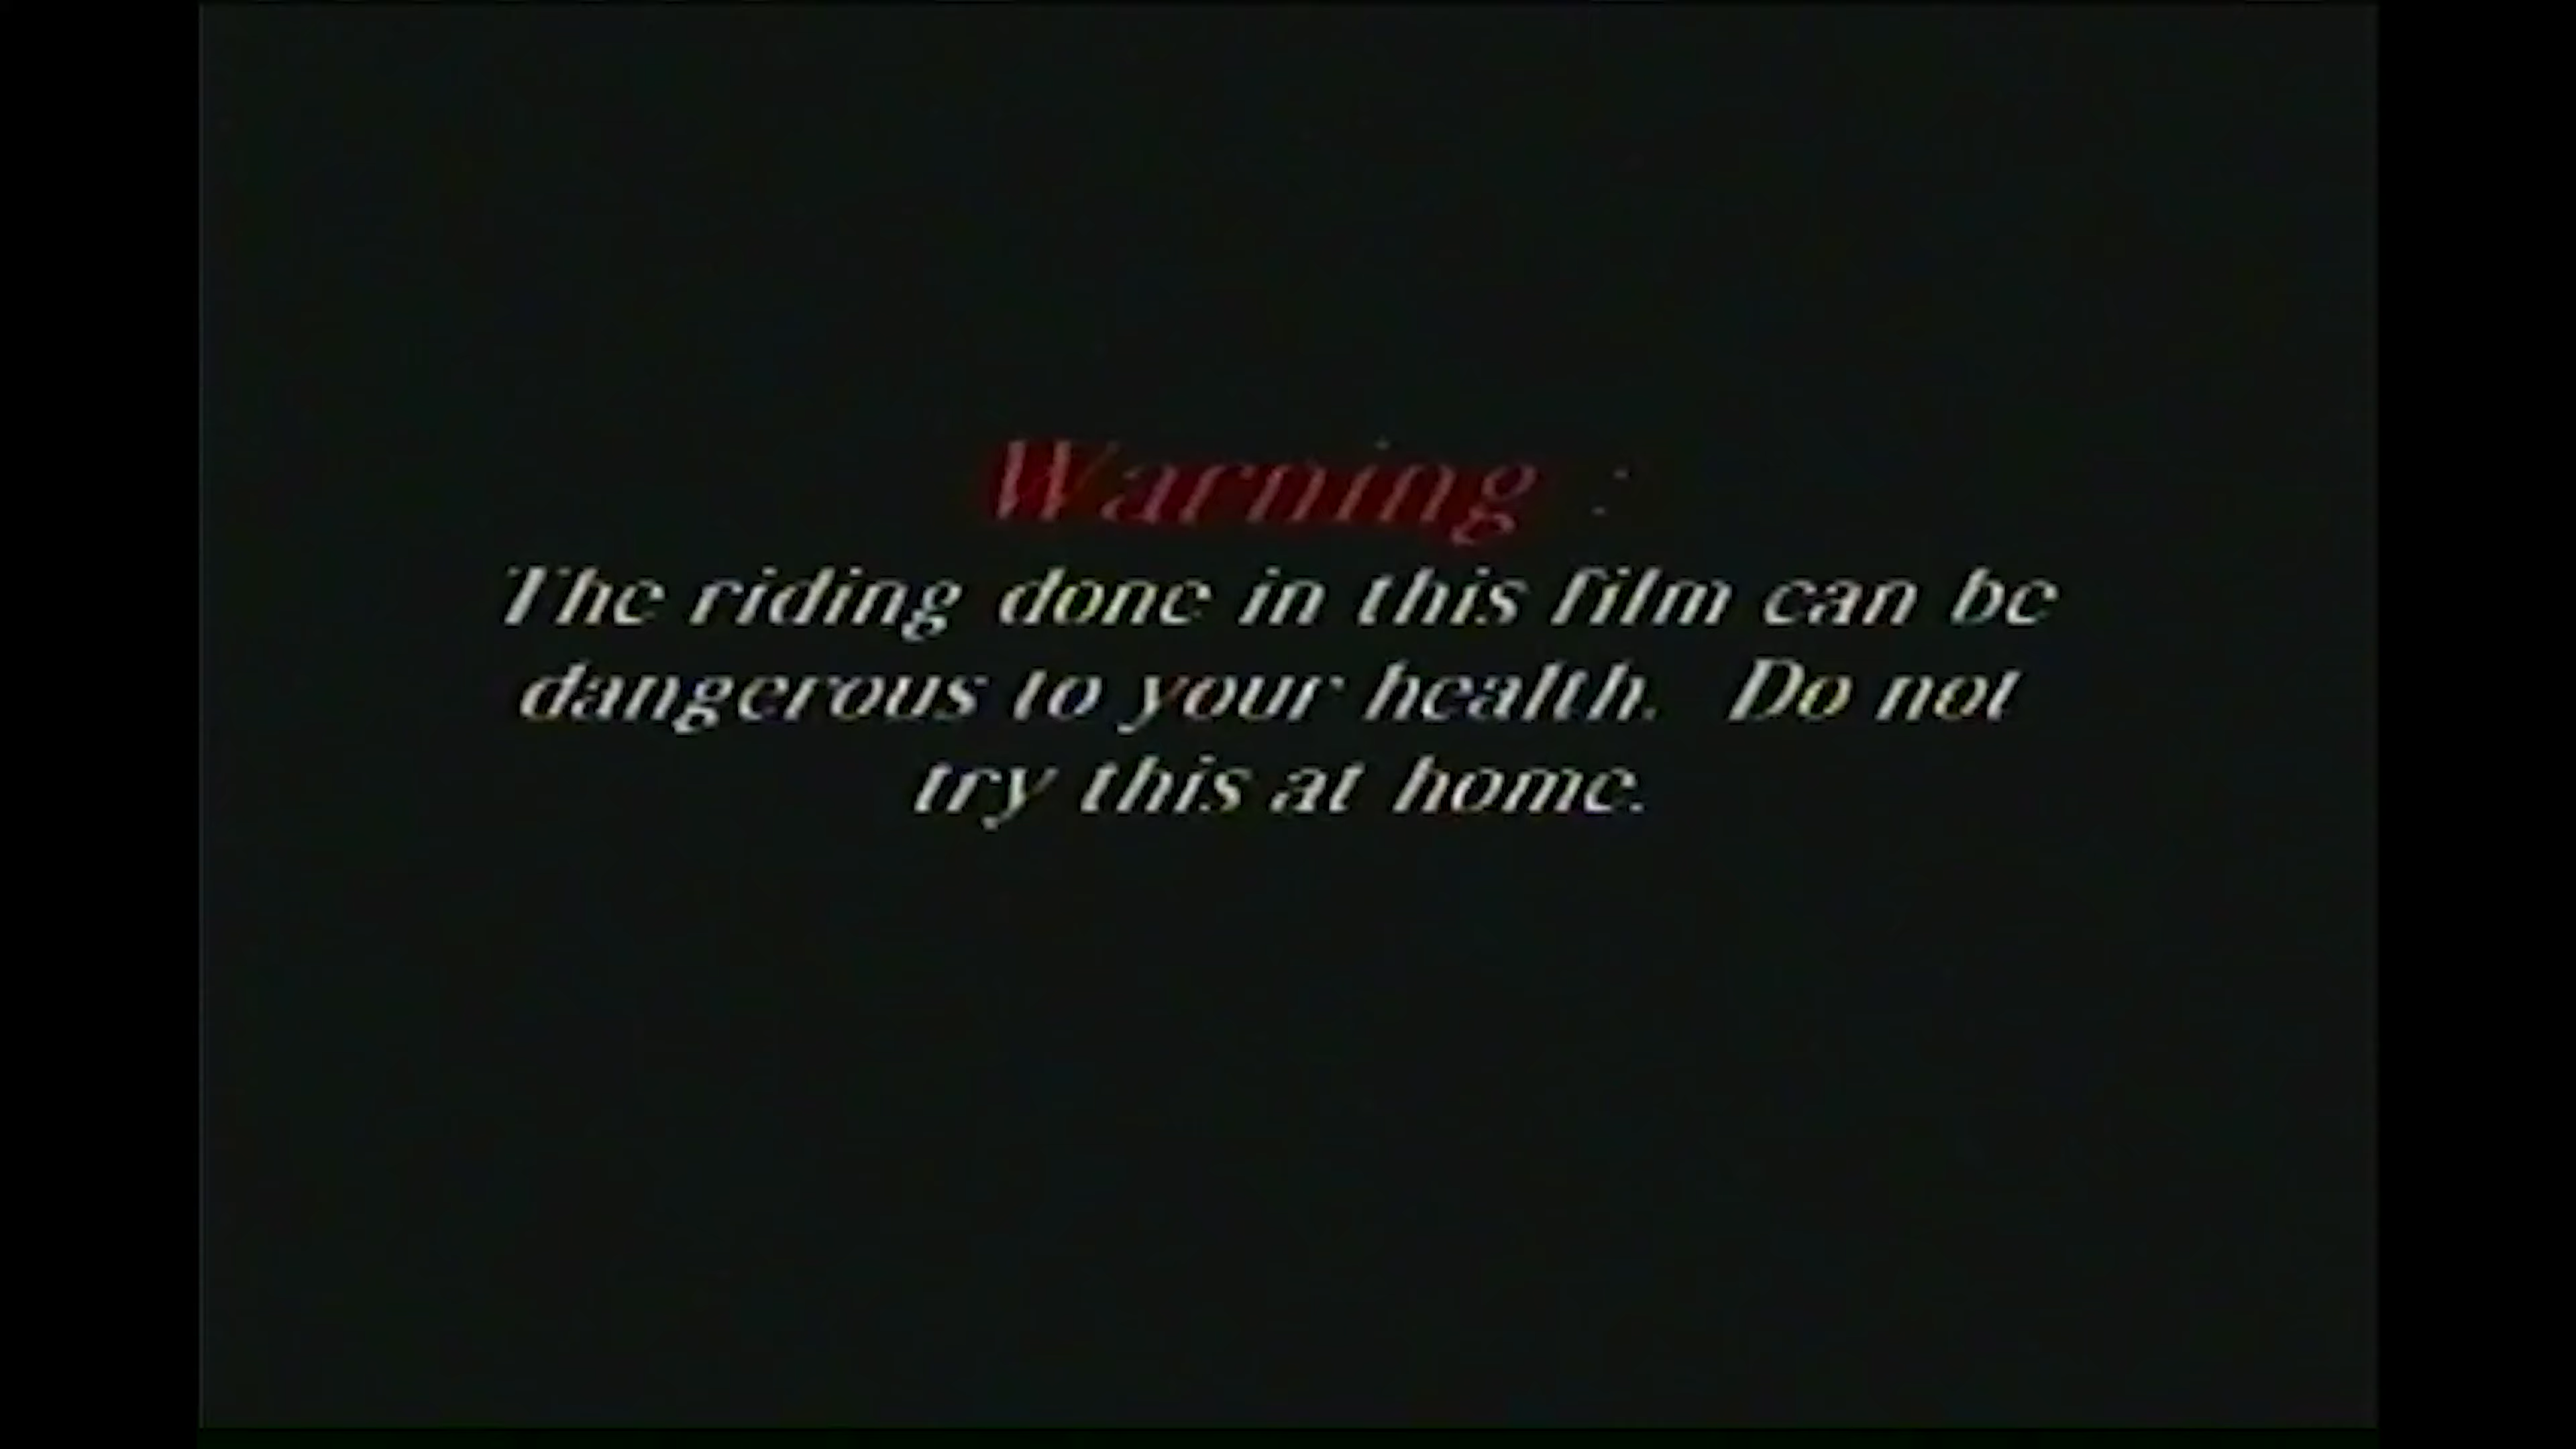 Warning :
The riding done in this film can be
dangerous to your health. Do not
try this at home.